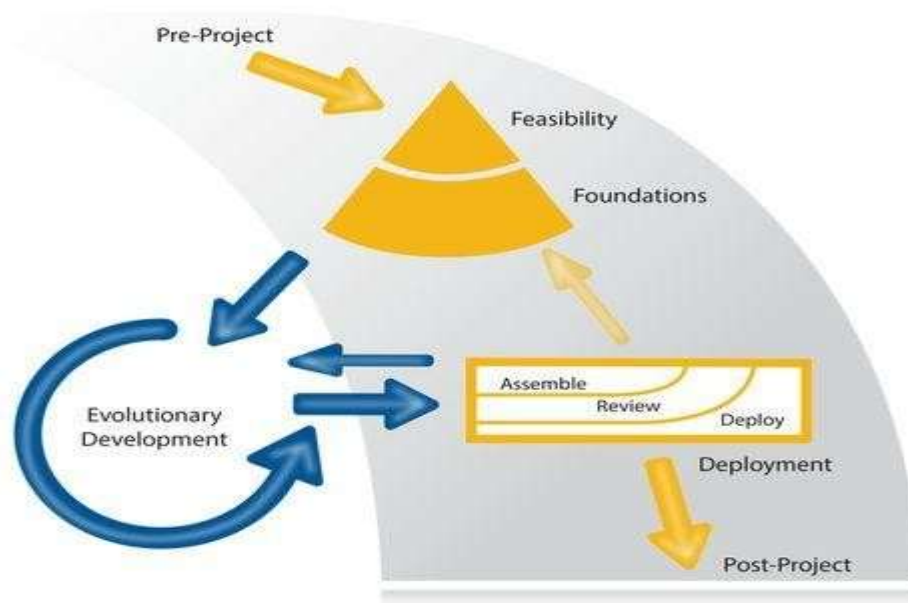 Pre-Project
Feasibility
Foundations
Evolutionary
Development
Assemble
Review
Deploy
Deployment
Post-Project